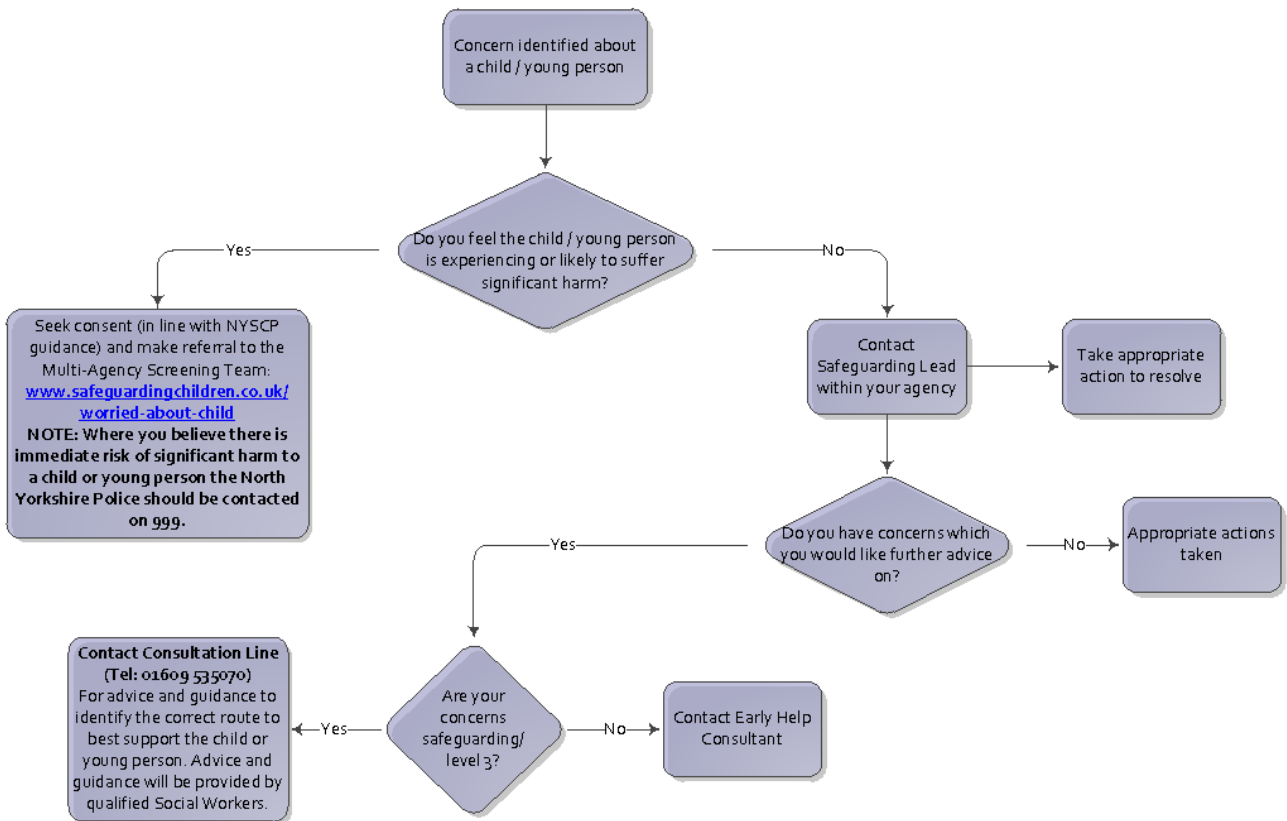 Concern identified about
a child / young person
Do you feel the child / young person
is experiencing or likely to suffer
significant harm?
Yes
No
Seek consent (in line with NYSCP
guidance) and make referral to the
Multi-Agency Screening Team:
www.safeguardingchildren.co.uk/
worried-about-child
NOTE: Where you believe there is
immediate risk of significant harm to
a child or young person the North
Yorkshire Police should be contacted
on 999.
Contact
Safeguarding Lead
within your agency
Take appropriate
action to resolve
Do you have concerns which
you would like further advice
on?
Yes
No
Appropriate actions
taken
Are your
concerns
safeguarding/
level 3?
Yes
No
Contact Consultation Line
(Tel: 01609 535070)
For advice and guidance to
identify the correct route to
best support the child or
young person. Advice and
guidance will be provided by
qualified Social Workers.
Contact Early Help
Consultant